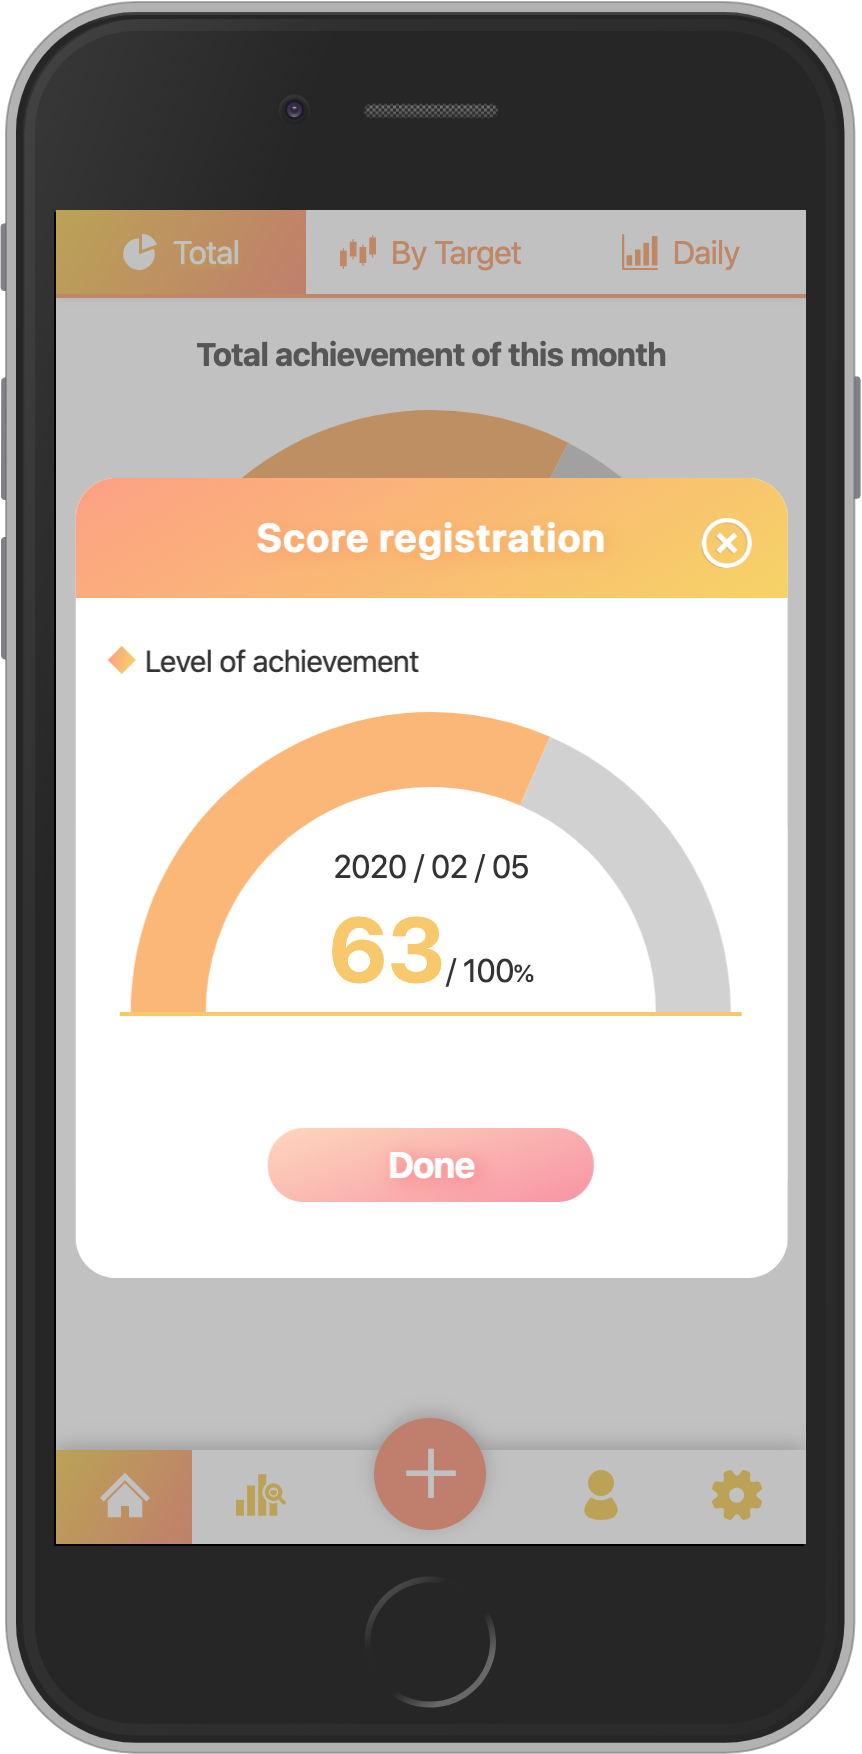 Total By Target Daily
Total achievement of this month
Score registration
Level of achievement
2020 / 02 / 05
63 / 100%
Done